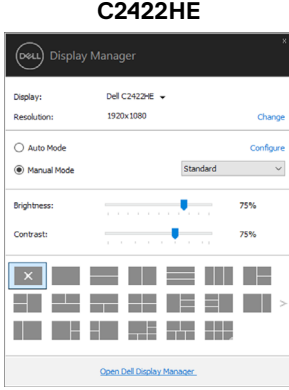 C2422HE
x
DELL Display Manager
Display: Dell C2422HE
Resolution: 1920x1080 Change
Auto Mode Configure
Manual Mode Standard
Brightness: 75%
Contrast: 75%
>
Open Dell Display Manager